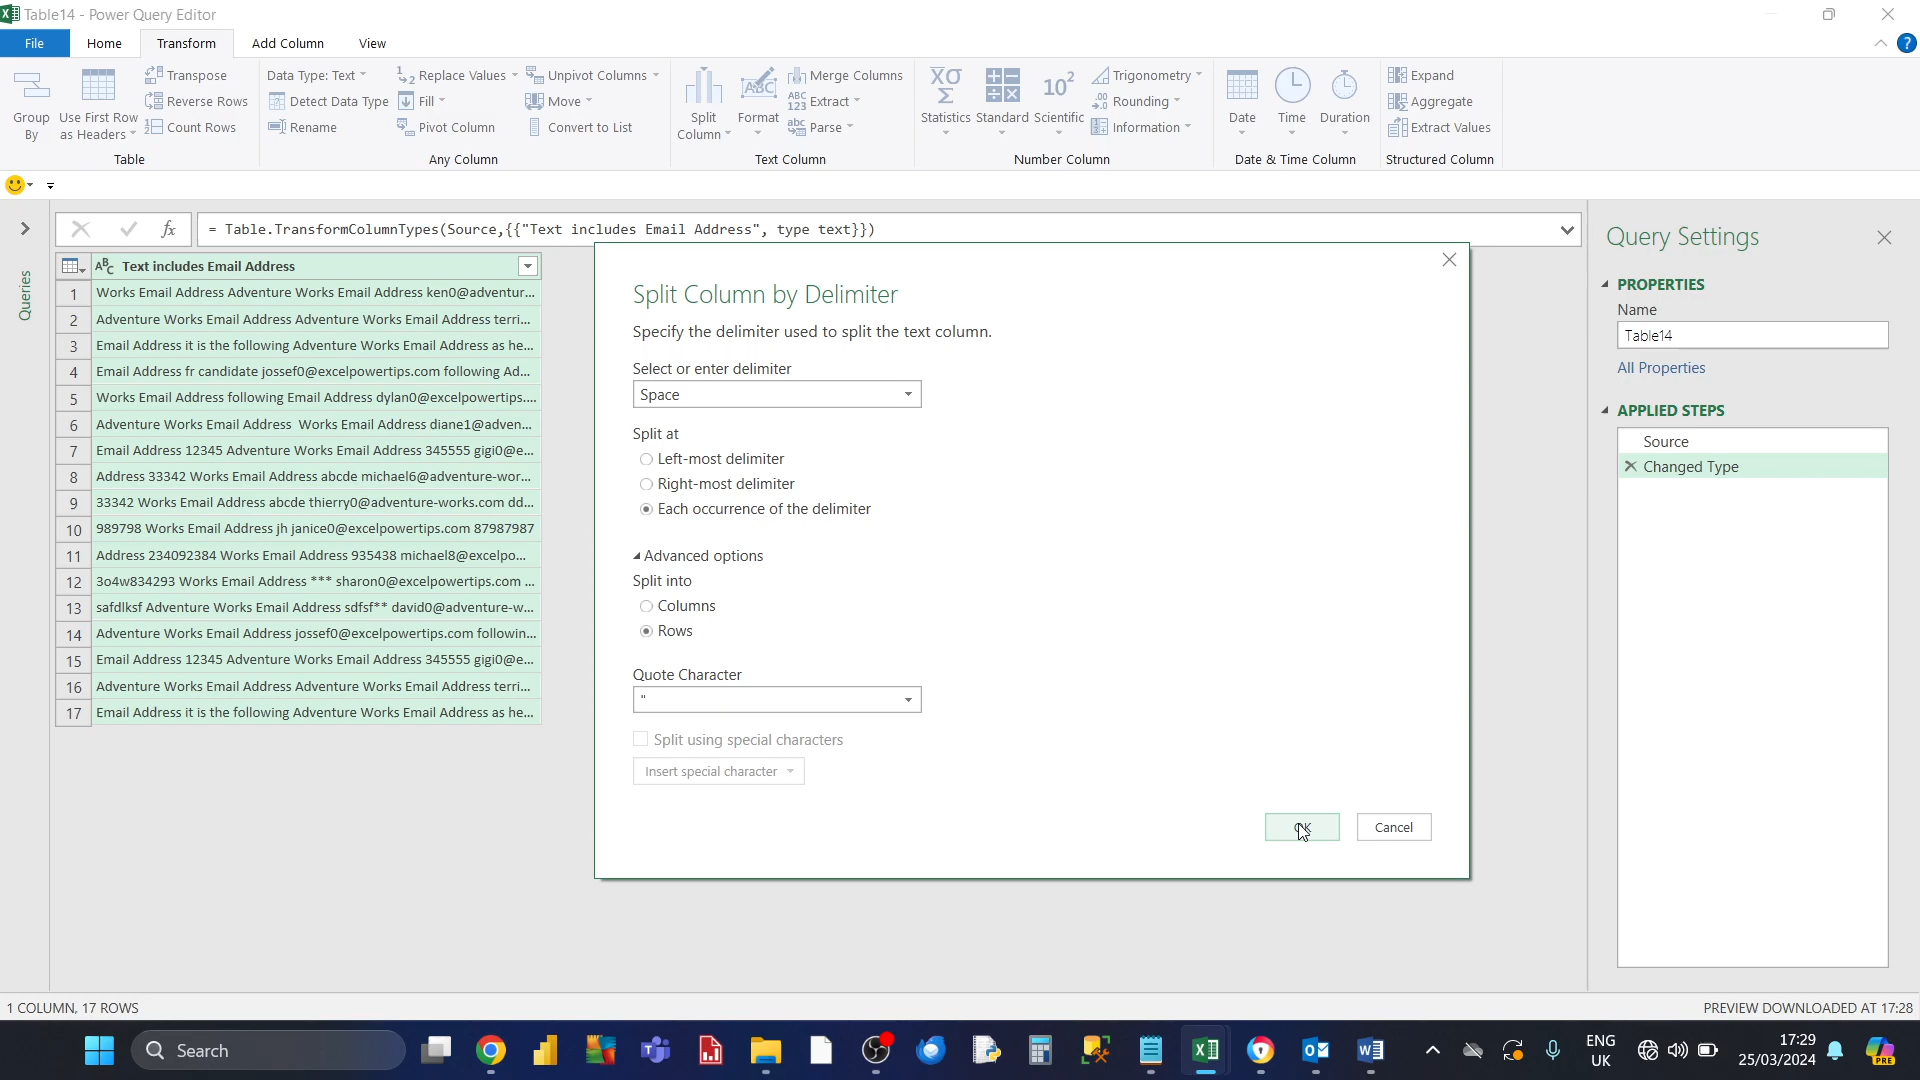 Table14 - Power Query Editor
File Home Transform Add Column View
Group By
Use First Row as Headers
Transpose
Reverse Rows
Count Rows
Table
Data Type: Text
Detect Data Type
Rename
Replace Values
Fill
Pivot Column
Unpivot Columns
Move
Convert to List
Any Column
Split Column
Format
Merge Columns
Extract
Parse
Text Column
Statistics
Standard
Scientific
Trigonometry
Rounding
Information
Number Column
Date
Time
Duration
Date & Time Column
Expand
Aggregate
Extract Values
Structured Column
Queries
= Table.TransformColumnTypes(Source,{{"Text includes Email Address", type text}})
Text includes Email Address
1 Works Email Address Adventure Works Email Address ken0@adventur...
2 Adventure Works Email Address Adventure Works Email Address terri...
3 Email Address it is the following Adventure Works Email Address as he...
4 Email Address fr candidate jossef0@excelpowertips.com following Ad...
5 Works Email Address following Email Address dylan0@excelpowertips....
6 Adventure Works Email Address  Works Email Address diane1@adven...
7 Email Address 12345 Adventure Works Email Address 345555 gigi0@e...
8 Address 33342 Works Email Address abcde michael6@adventure-wor...
9 33342 Works Email Address abcde thierry0@adventure-works.com dd...
10 989798 Works Email Address jh janice0@excelpowertips.com 87987987
11 Address 234092384 Works Email Address 935438 michael8@excelpo...
12 3o4w834293 Works Email Address *** sharon0@excelpowertips.com ...
13 safdlksf Adventure Works Email Address sdfsf** david0@adventure-w...
14 Adventure Works Email Address jossef0@excelpowertips.com followin...
15 Email Address 12345 Adventure Works Email Address 345555 gigi0@e...
16 Adventure Works Email Address Adventure Works Email Address terri...
17 Email Address it is the following Adventure Works Email Address as he...
Split Column by Delimiter
Specify the delimiter used to split the text column.
Select or enter delimiter
Space
Split at
Left-most delimiter
Right-most delimiter
Each occurrence of the delimiter
Advanced options
Split into
Columns
Rows
Quote Character
"
Split using special characters
Insert special character
OK
Cancel
Query Settings
PROPERTIES
Name
Table14
All Properties
APPLIED STEPS
Source
Changed Type
1 COLUMN, 17 ROWS
PREVIEW DOWNLOADED AT 17:28
Search
ENG
UK
17:29
25/03/2024
PRE